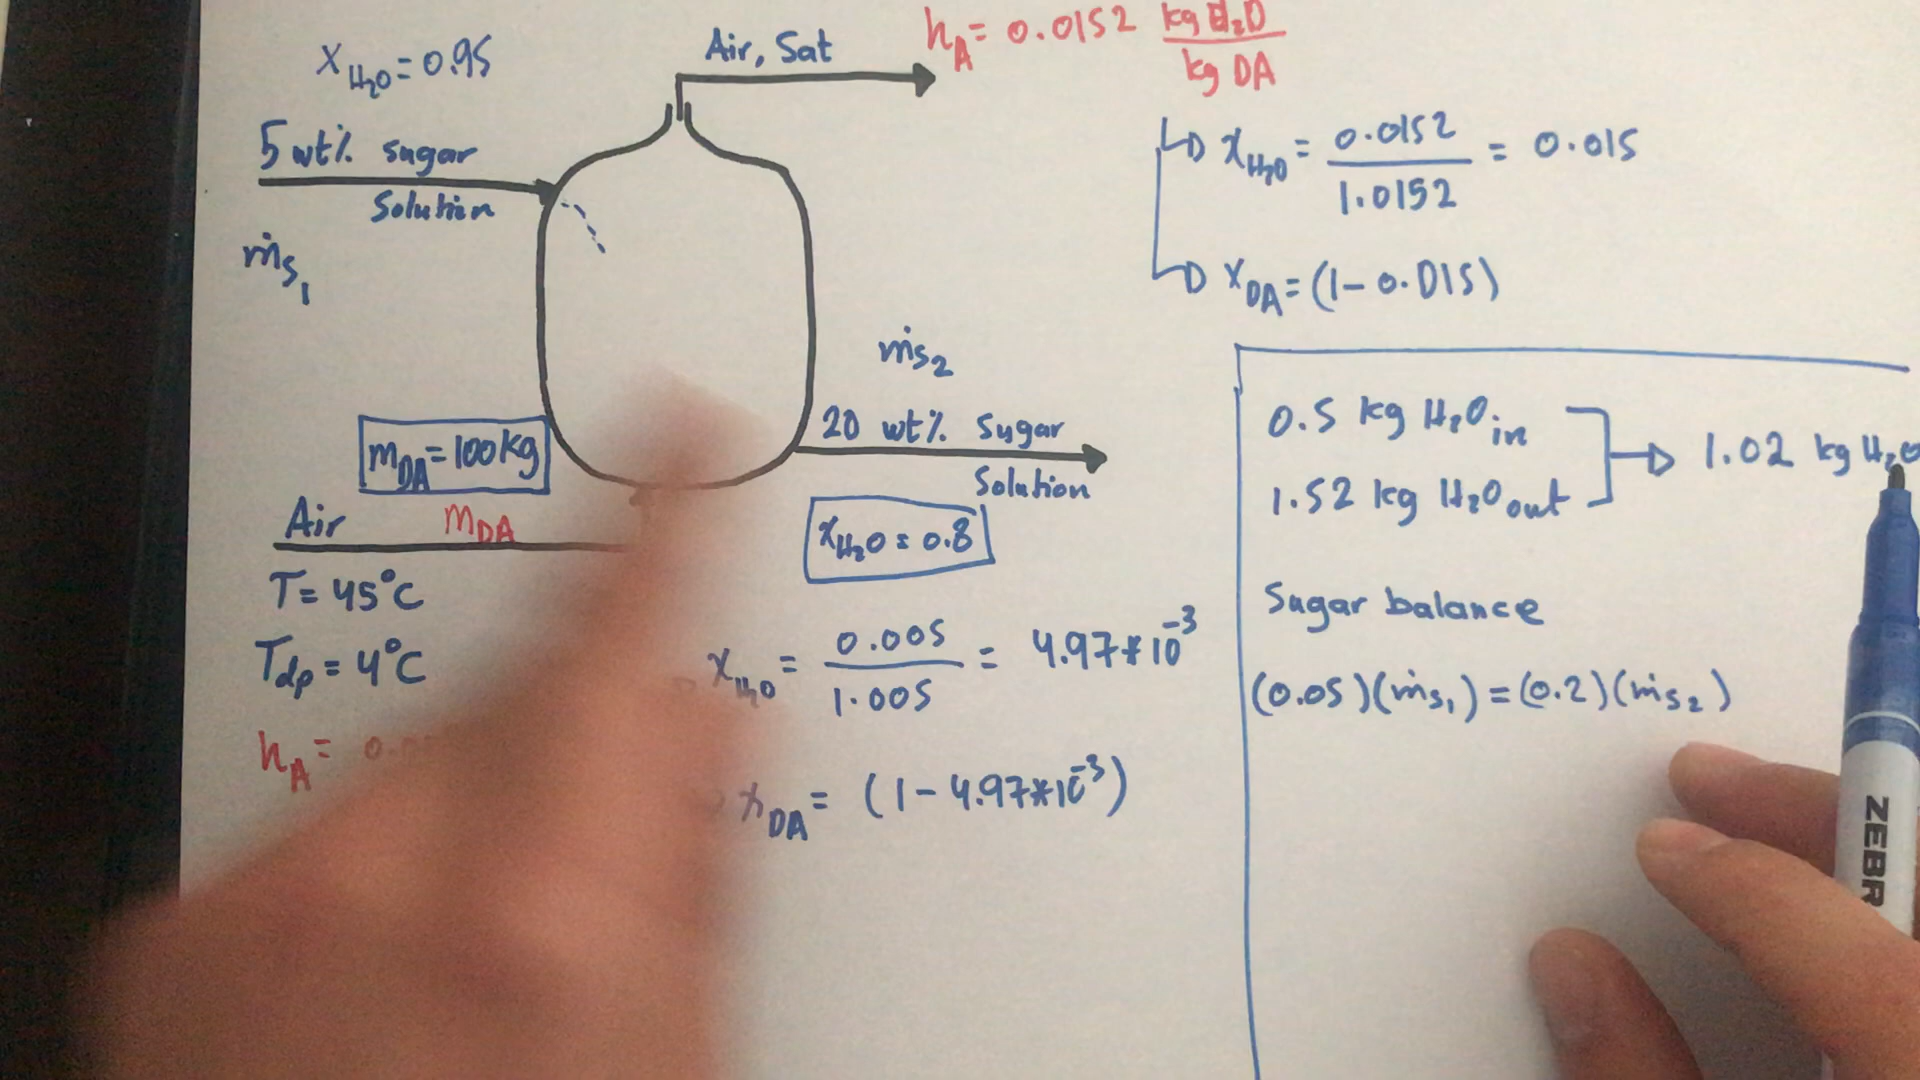 x_H₂O = 0.95
5 wt% sugar
Solution
ṁs₁
Air, Sat
h_A = 0.0152 kg H₂O / kg DA
x_H₂O = 0.0152 / 1.0152 = 0.015
x_DA = (1 - 0.015)
ṁs₂
20 wt% Sugar
Solution
x_H₂O = 0.8
m_DA = 100 kg
Air m_DA
T = 45°C
T_dp = 4°C
h_A = 0.0
x_H₂O = 0.005 / 1.005 = 4.97*10⁻³
x_DA = (1 - 4.97*10⁻³)
0.5 kg H₂O in
1.52 kg H₂O out
1.02 kg H₂O
Sugar balance
(0.05)(ṁs₁) = (0.2)(ṁs₂)
ZEBR